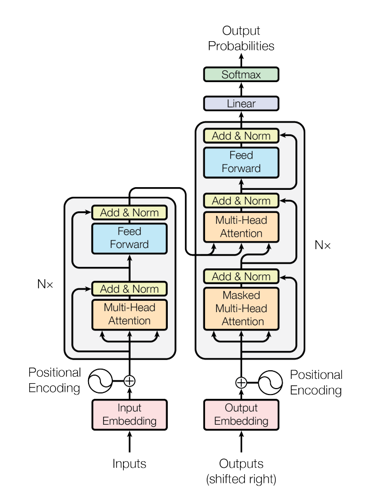 Output
Probabilities
Softmax
Linear
Add & Norm
Feed
Forward
Add & Norm
Multi-Head
Attention
Add & Norm
Masked
Multi-Head
Attention
Nx
Positional
Encoding
Output
Embedding
Outputs
(shifted right)
Add & Norm
Feed
Forward
Add & Norm
Multi-Head
Attention
Nx
Positional
Encoding
Input
Embedding
Inputs